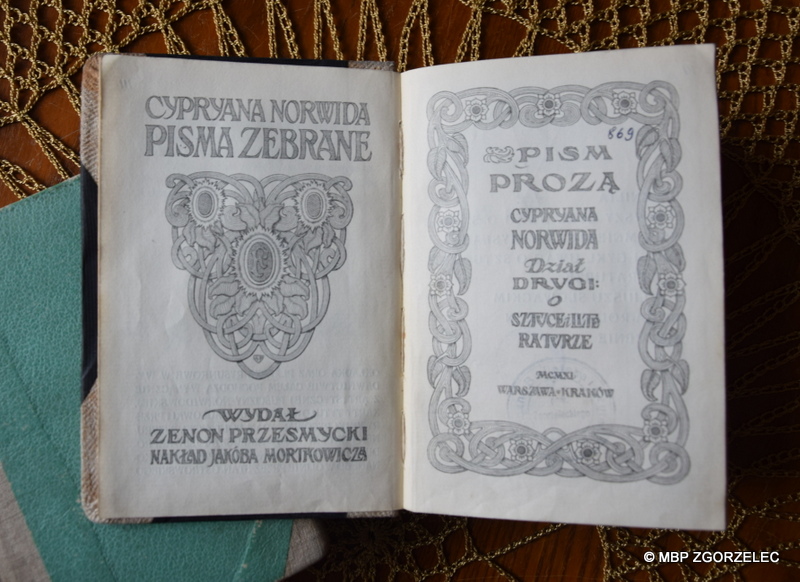 CYPRYANA NORWIDA
PISMA ZEBRANE
WYDAŁ
ZENON PRZESMYCKI
NAKŁAD JAKÓBA MORTKOWICZA
869
PISM
PROZĄ
CYPRYANA
NORWIDA
Dział
DRUGI:
O
SZTUCE i LITE
RATURZE
MCMXI
WARSZAWA • KRAKÓW
© MBP ZGORZELEC